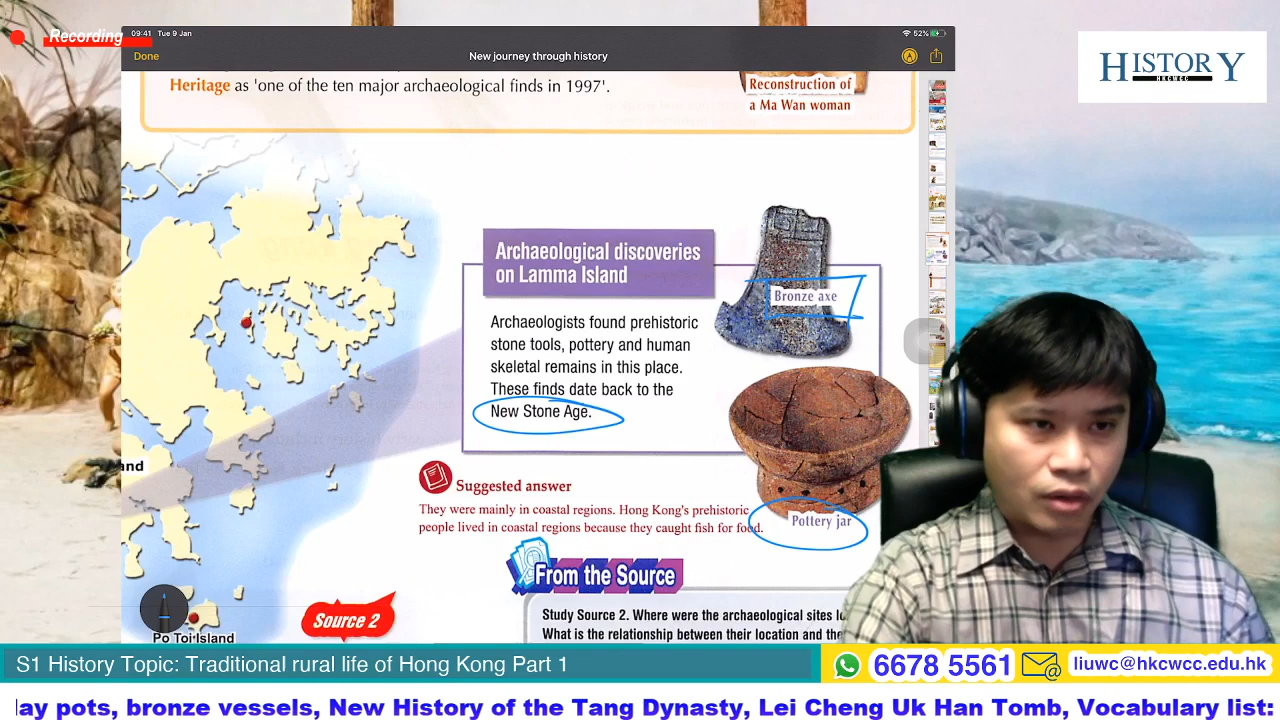 Recording
09:41 Tue 9 Jan
52%
Done
New journey through history
Heritage as 'one of the ten major archaeological finds in 1997'.
Reconstruction of
a Ma Wan woman
HISTORY
HKCWCC
Archaeological discoveries
on Lamma Island
Bronze axe
Archaeologists found prehistoric
stone tools, pottery and human
skeletal remains in this place.
These finds date back to the
New Stone Age.
and
Suggested answer
They were mainly in coastal regions. Hong Kong's prehistoric
people lived in coastal regions because they caught fish for food.
Pottery jar
From the Source
Study Source 2. Where were the archaeological sites
What is the relationship between their location and
Source 2
Po Toi Island
S1 History Topic: Traditional rural life of Hong Kong Part 1
6678 5561
liuwc@hkcwcc.edu.hk
lay pots, bronze vessels, New History of the Tang Dynasty, Lei Cheng Uk Han Tomb, Vocabulary list: